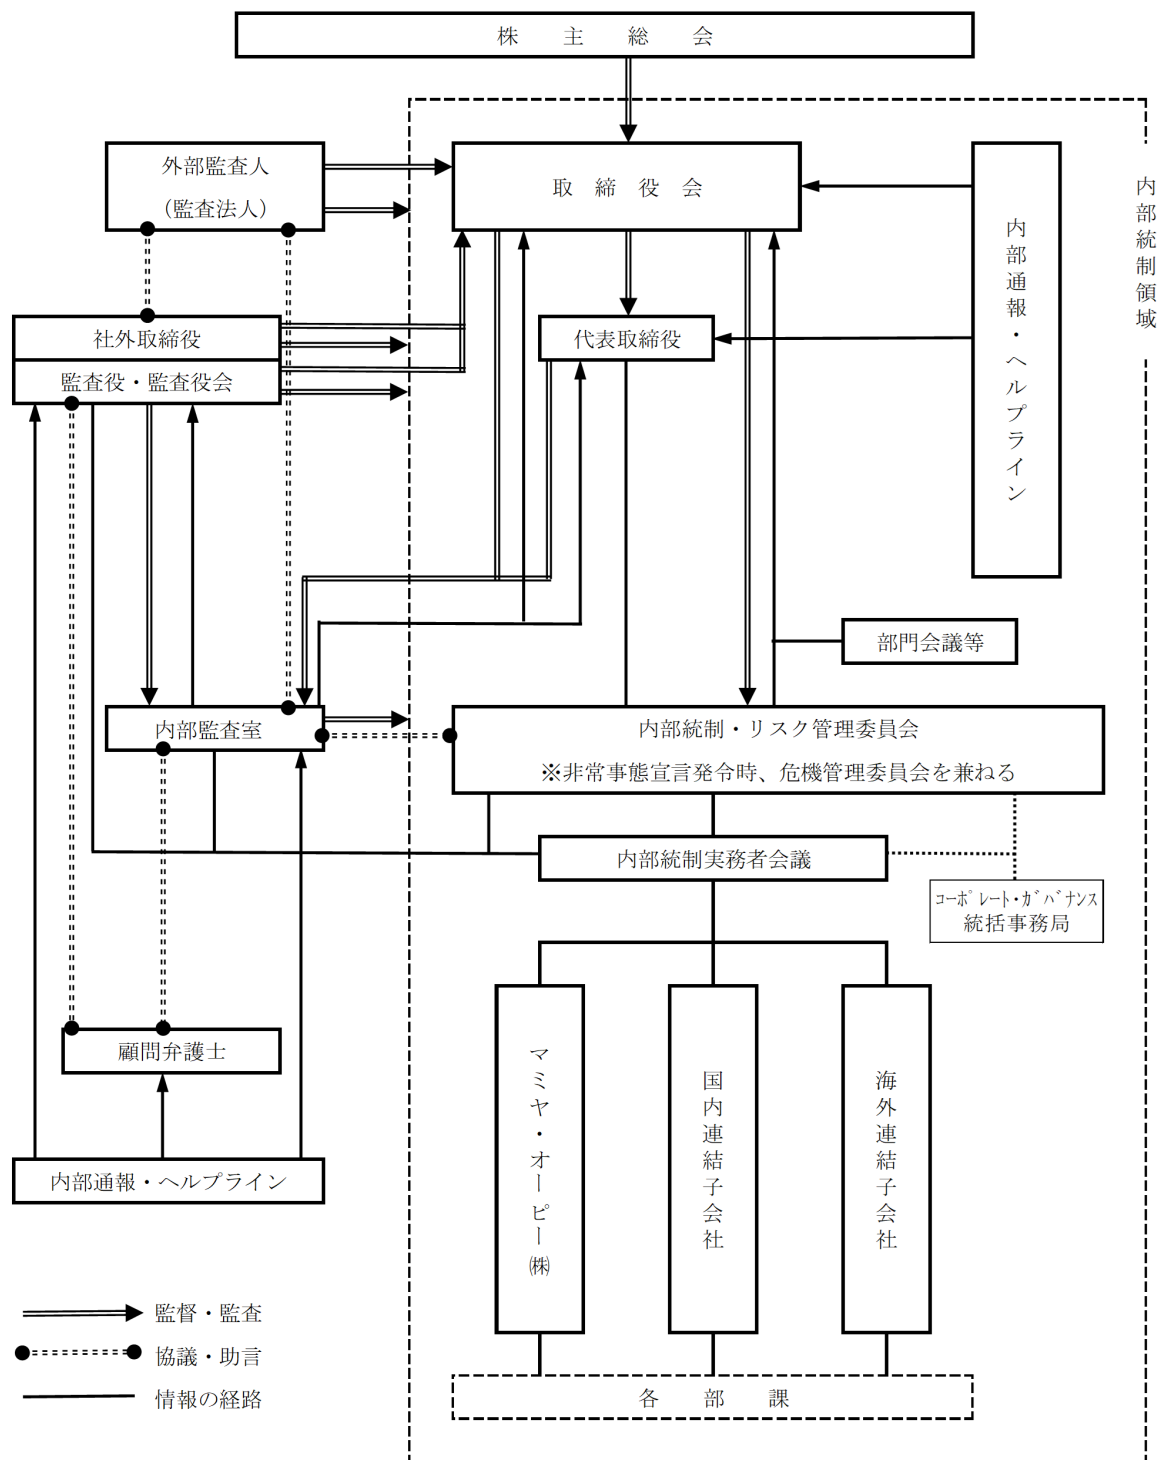 株主総会
外部監査人
（監査法人）
取締役会
内部通報・ヘルプライン
内部統制領域
社外取締役
代表取締役
監査役・監査役会
部門会議等
内部監査室
内部統制・リスク管理委員会
※非常事態宣言発令時、危機管理委員会を兼ねる
内部統制実務者会議
コーポレート・ガバナンス
統括事務局
顧問弁護士
マミヤ・オーピー㈱
国内連結子会社
海外連結子会社
内部通報・ヘルプライン
監督・監査
協議・助言
情報の経路
各部課